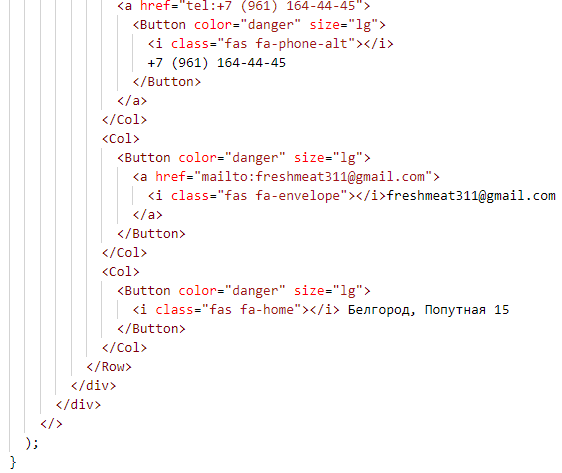 <a href="tel:+7 (961) 164-44-45">
<Button color="danger" size="lg">
<i class="fas fa-phone-alt"></i>
+7 (961) 164-44-45
</Button>
</a>
</Col>
<Col>
<Button color="danger" size="lg">
<a href="mailto:freshmeat311@gmail.com">
<i class="fas fa-envelope"></i>freshmeat311@gmail.com
</a>
</Button>
</Col>
<Col>
<Button color="danger" size="lg">
<i class="fas fa-home"></i> Белгород, Попутная 15
</Button>
</Col>
</Row>
</div>
</div>
</>
);
}